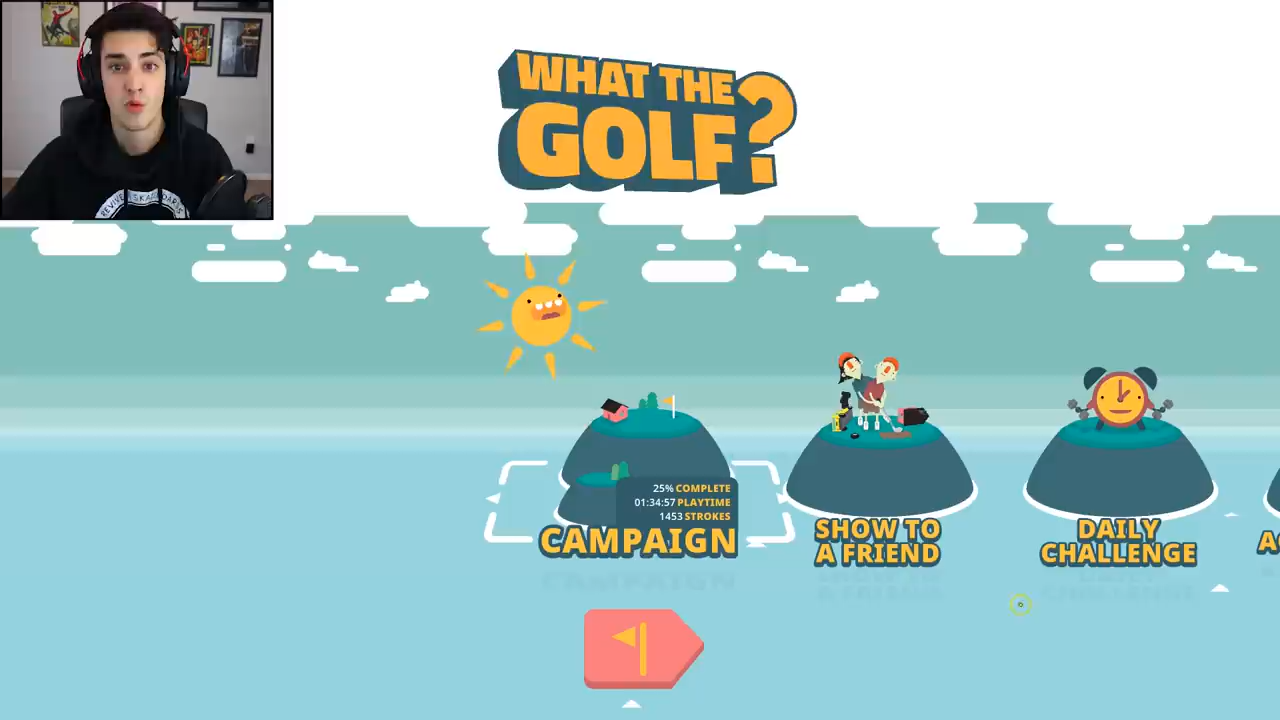 WHAT THE
GOLF?
25% COMPLETE
01:34:57 PLAYTIME
1453 STROKES
CAMPAIGN
SHOW TO
A FRIEND
DAILY
CHALLENGE